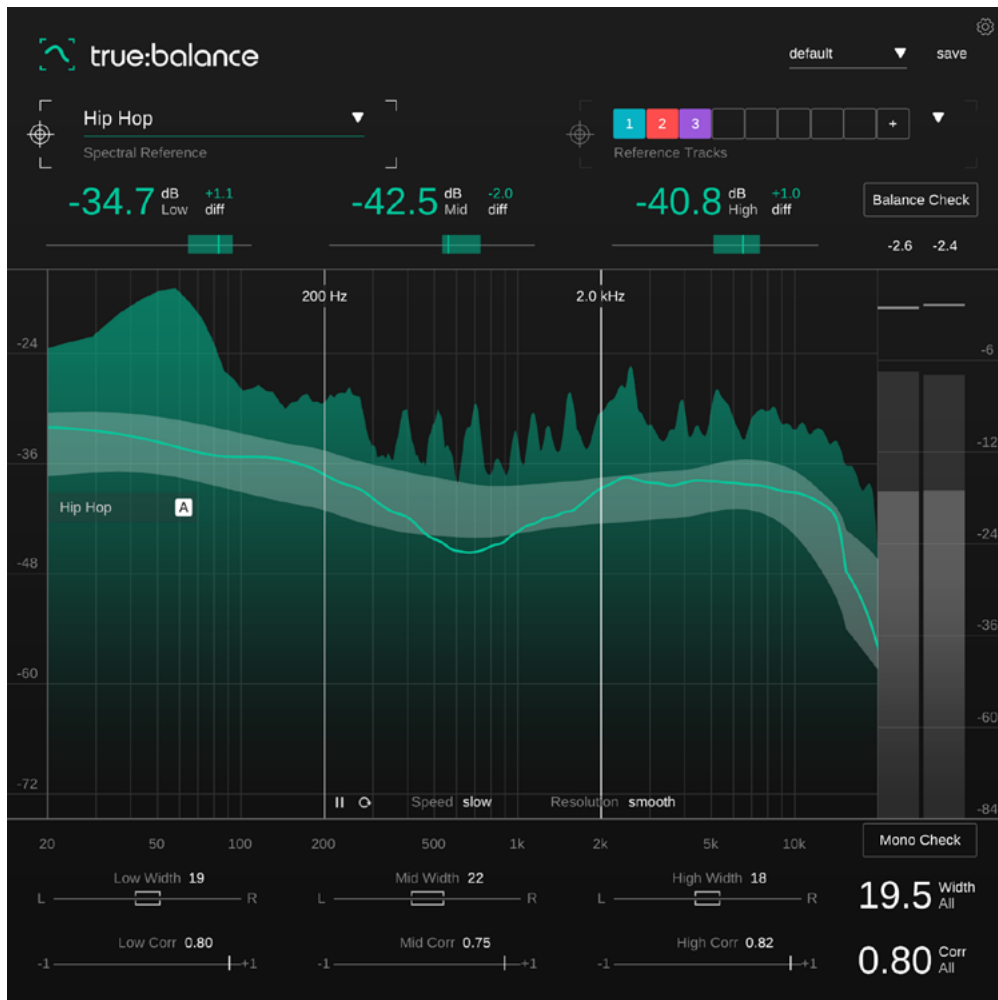 true:balance
default
save
Hip Hop
Spectral Reference
1 2 3 +
Reference Tracks
-34.7 dB Low +1.1 diff
-42.5 dB Mid -2.0 diff
-40.8 dB High +1.0 diff
Balance Check
-2.6 -2.4
200 Hz
2.0 kHz
-24
-36
-48
-60
-72
Hip Hop A
-6
-12
-24
-36
-60
-84
Speed slow
Resolution smooth
20 50 100 200 500 1k 2k 5k 10k
Mono Check
Low Width 19
L R
Mid Width 22
L R
High Width 18
L R
19.5 Width All
Low Corr 0.80
-1 +1
Mid Corr 0.75
-1 +1
High Corr 0.82
-1 +1
0.80 Corr All